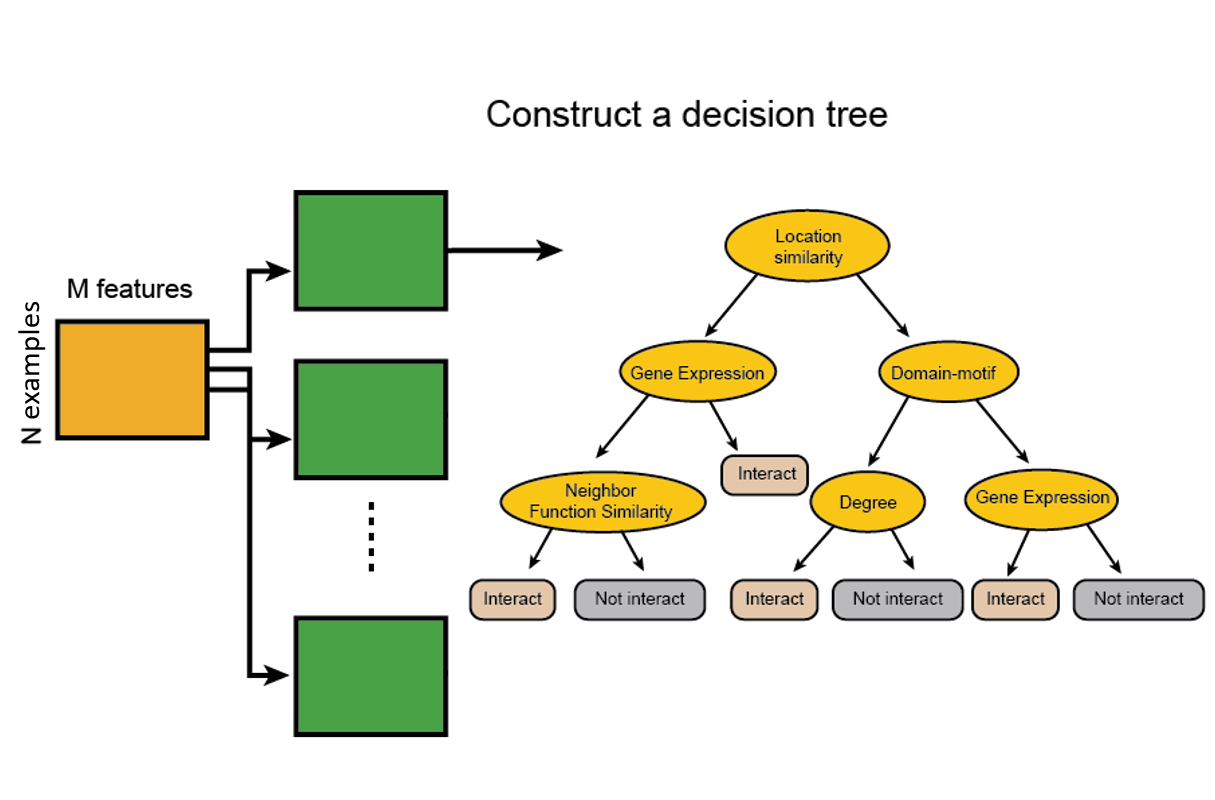 Construct a decision tree
M features
N examples
Location
similarity
Gene Expression
Domain-motif
Interact
Neighbor
Function Similarity
Degree
Gene Expression
Interact
Not interact
Interact
Not interact
Interact
Not interact